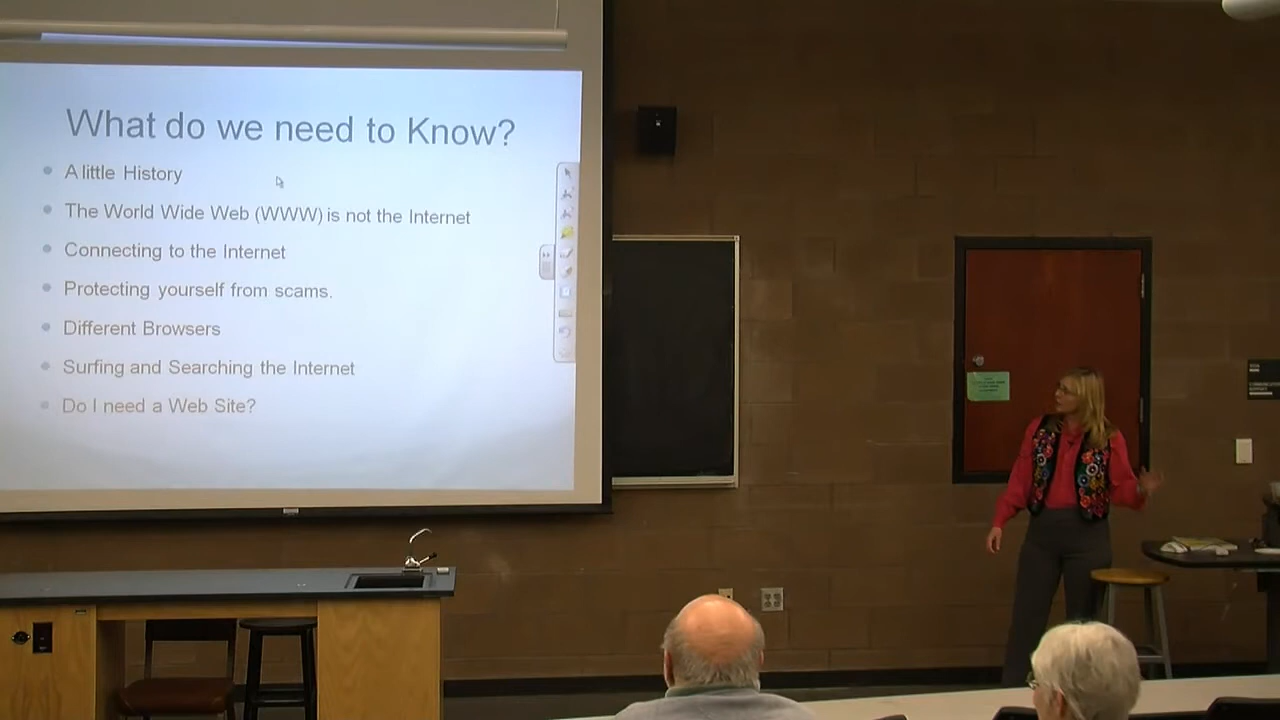 What do we need to Know?
A little History
The World Wide Web (WWW) is not the Internet
Connecting to the Internet
Protecting yourself from scams.
Different Browsers
Surfing and Searching the Internet
Do I need a Web Site?